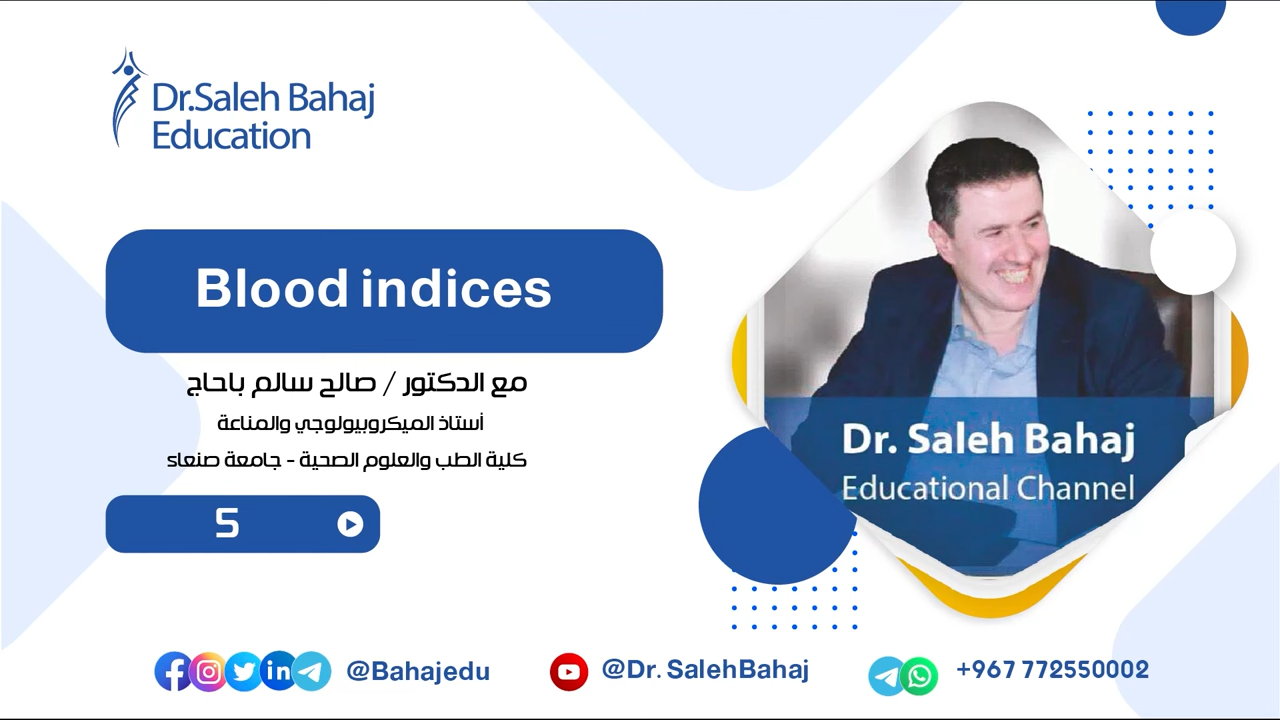 Dr.Saleh Bahaj
Education
Blood indices
مع الدكتور / صالح سالم باحاج
أستاذ الميكروبيولوجي والمناعة
كلية الطب والعلوم الصحية - جامعة صنعاء
5
Dr. Saleh Bahaj
Educational Channel
@Bahajedu
@Dr. SalehBahaj
+967 772550002